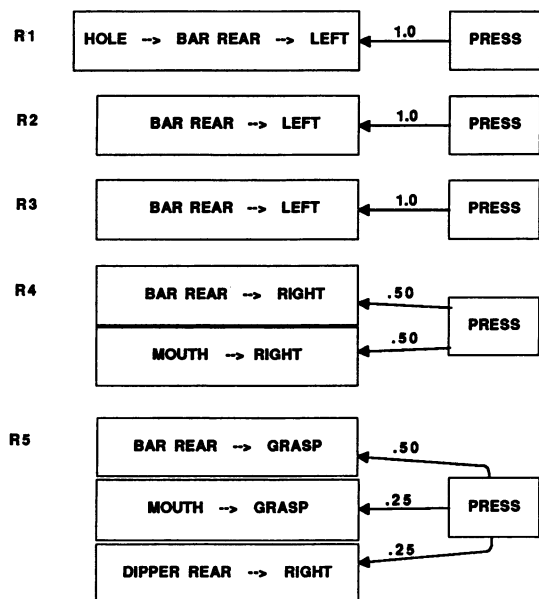 R1 HOLE --> BAR REAR --> LEFT 1.0 PRESS
R2 BAR REAR --> LEFT 1.0 PRESS
R3 BAR REAR --> LEFT 1.0 PRESS
R4 BAR REAR --> RIGHT .50
PRESS
MOUTH --> RIGHT .50
R5 BAR REAR --> GRASP .50
MOUTH --> GRASP .25 PRESS
DIPPER REAR --> RIGHT .25